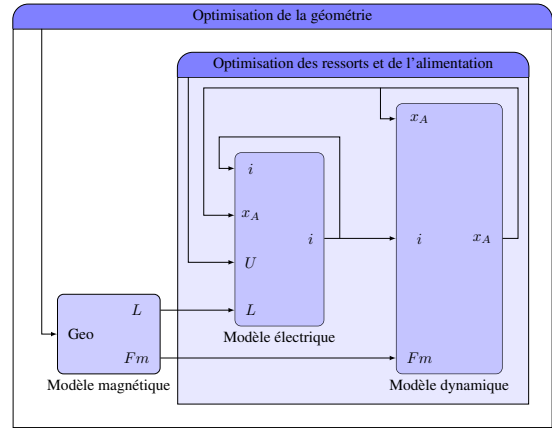 Optimisation de la géométrie
Optimisation des ressorts et de l'alimentation
x_A
i
x_A
i
i
x_A
U
L
L
Modèle électrique
Geo
Fm
Fm
Modèle magnétique
Modèle dynamique